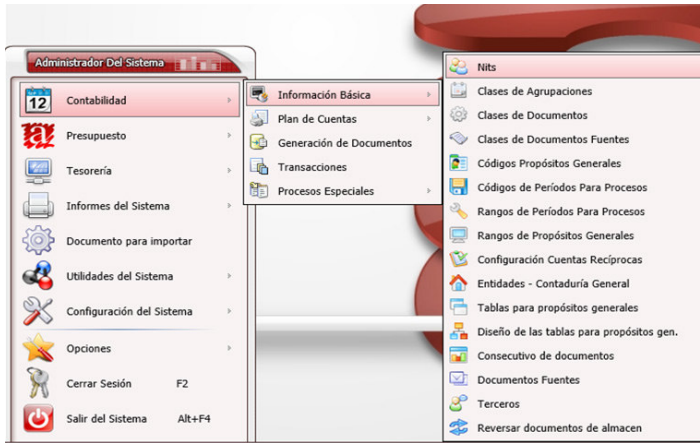 Administrador Del Sistema
12
Contabilidad
Presupuesto
Tesorería
Informes del Sistema
Documento para importar
Utilidades del Sistema
Configuración del Sistema
Opciones
Cerrar Sesión F2
Salir del Sistema Alt+F4
Información Básica
Plan de Cuentas
Generación de Documentos
Transacciones
Procesos Especiales
Nits
Clases de Agrupaciones
Clases de Documentos
Clases de Documentos Fuentes
Códigos Propósitos Generales
Códigos de Períodos Para Procesos
Rangos de Períodos Para Procesos
Rangos de Propósitos Generales
Configuración Cuentas Recíprocas
Entidades - Contaduría General
Tablas para propósitos generales
Diseño de las tablas para propósitos gen.
Consecutivo de documentos
Documentos Fuentes
Terceros
Reversar documentos de almacen